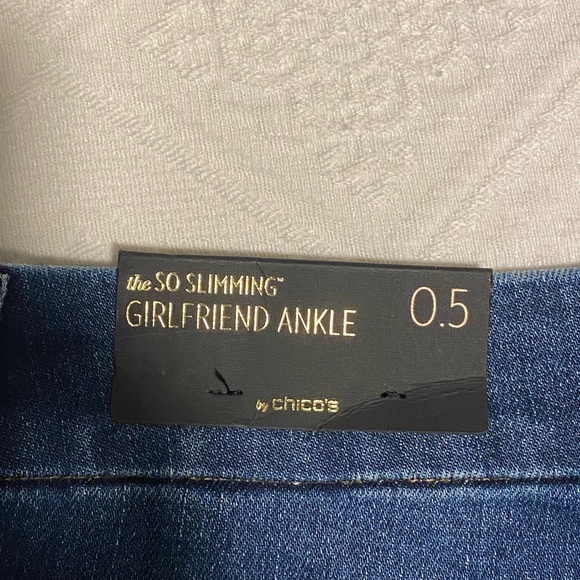 the SO SLIMMING™
GIRLFRIEND ANKLE
0.5
by chico's